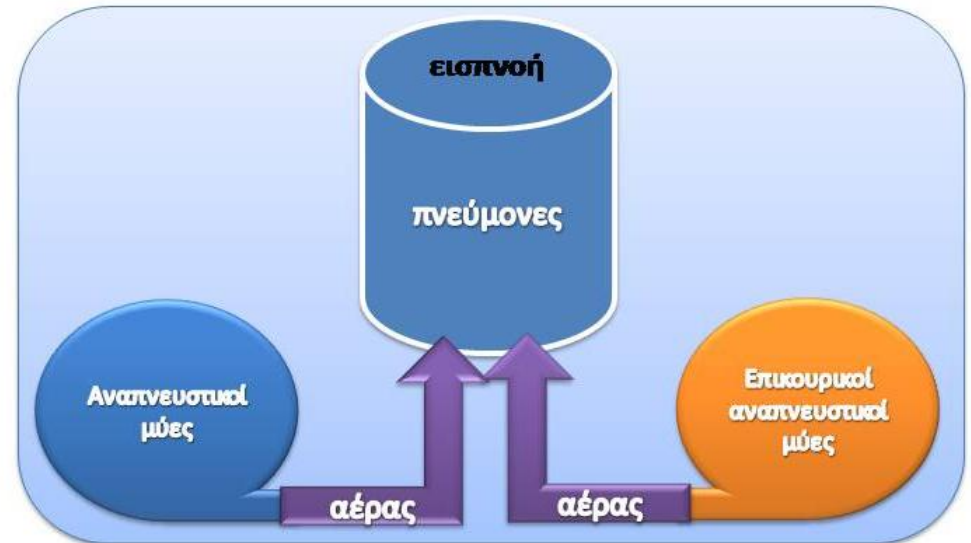 εισπνοή
πνεύμονες
Αναπνευστικοί
μύες
Επικουρικοί
αναπνευστικοί
μύες
αέρας
αέρας